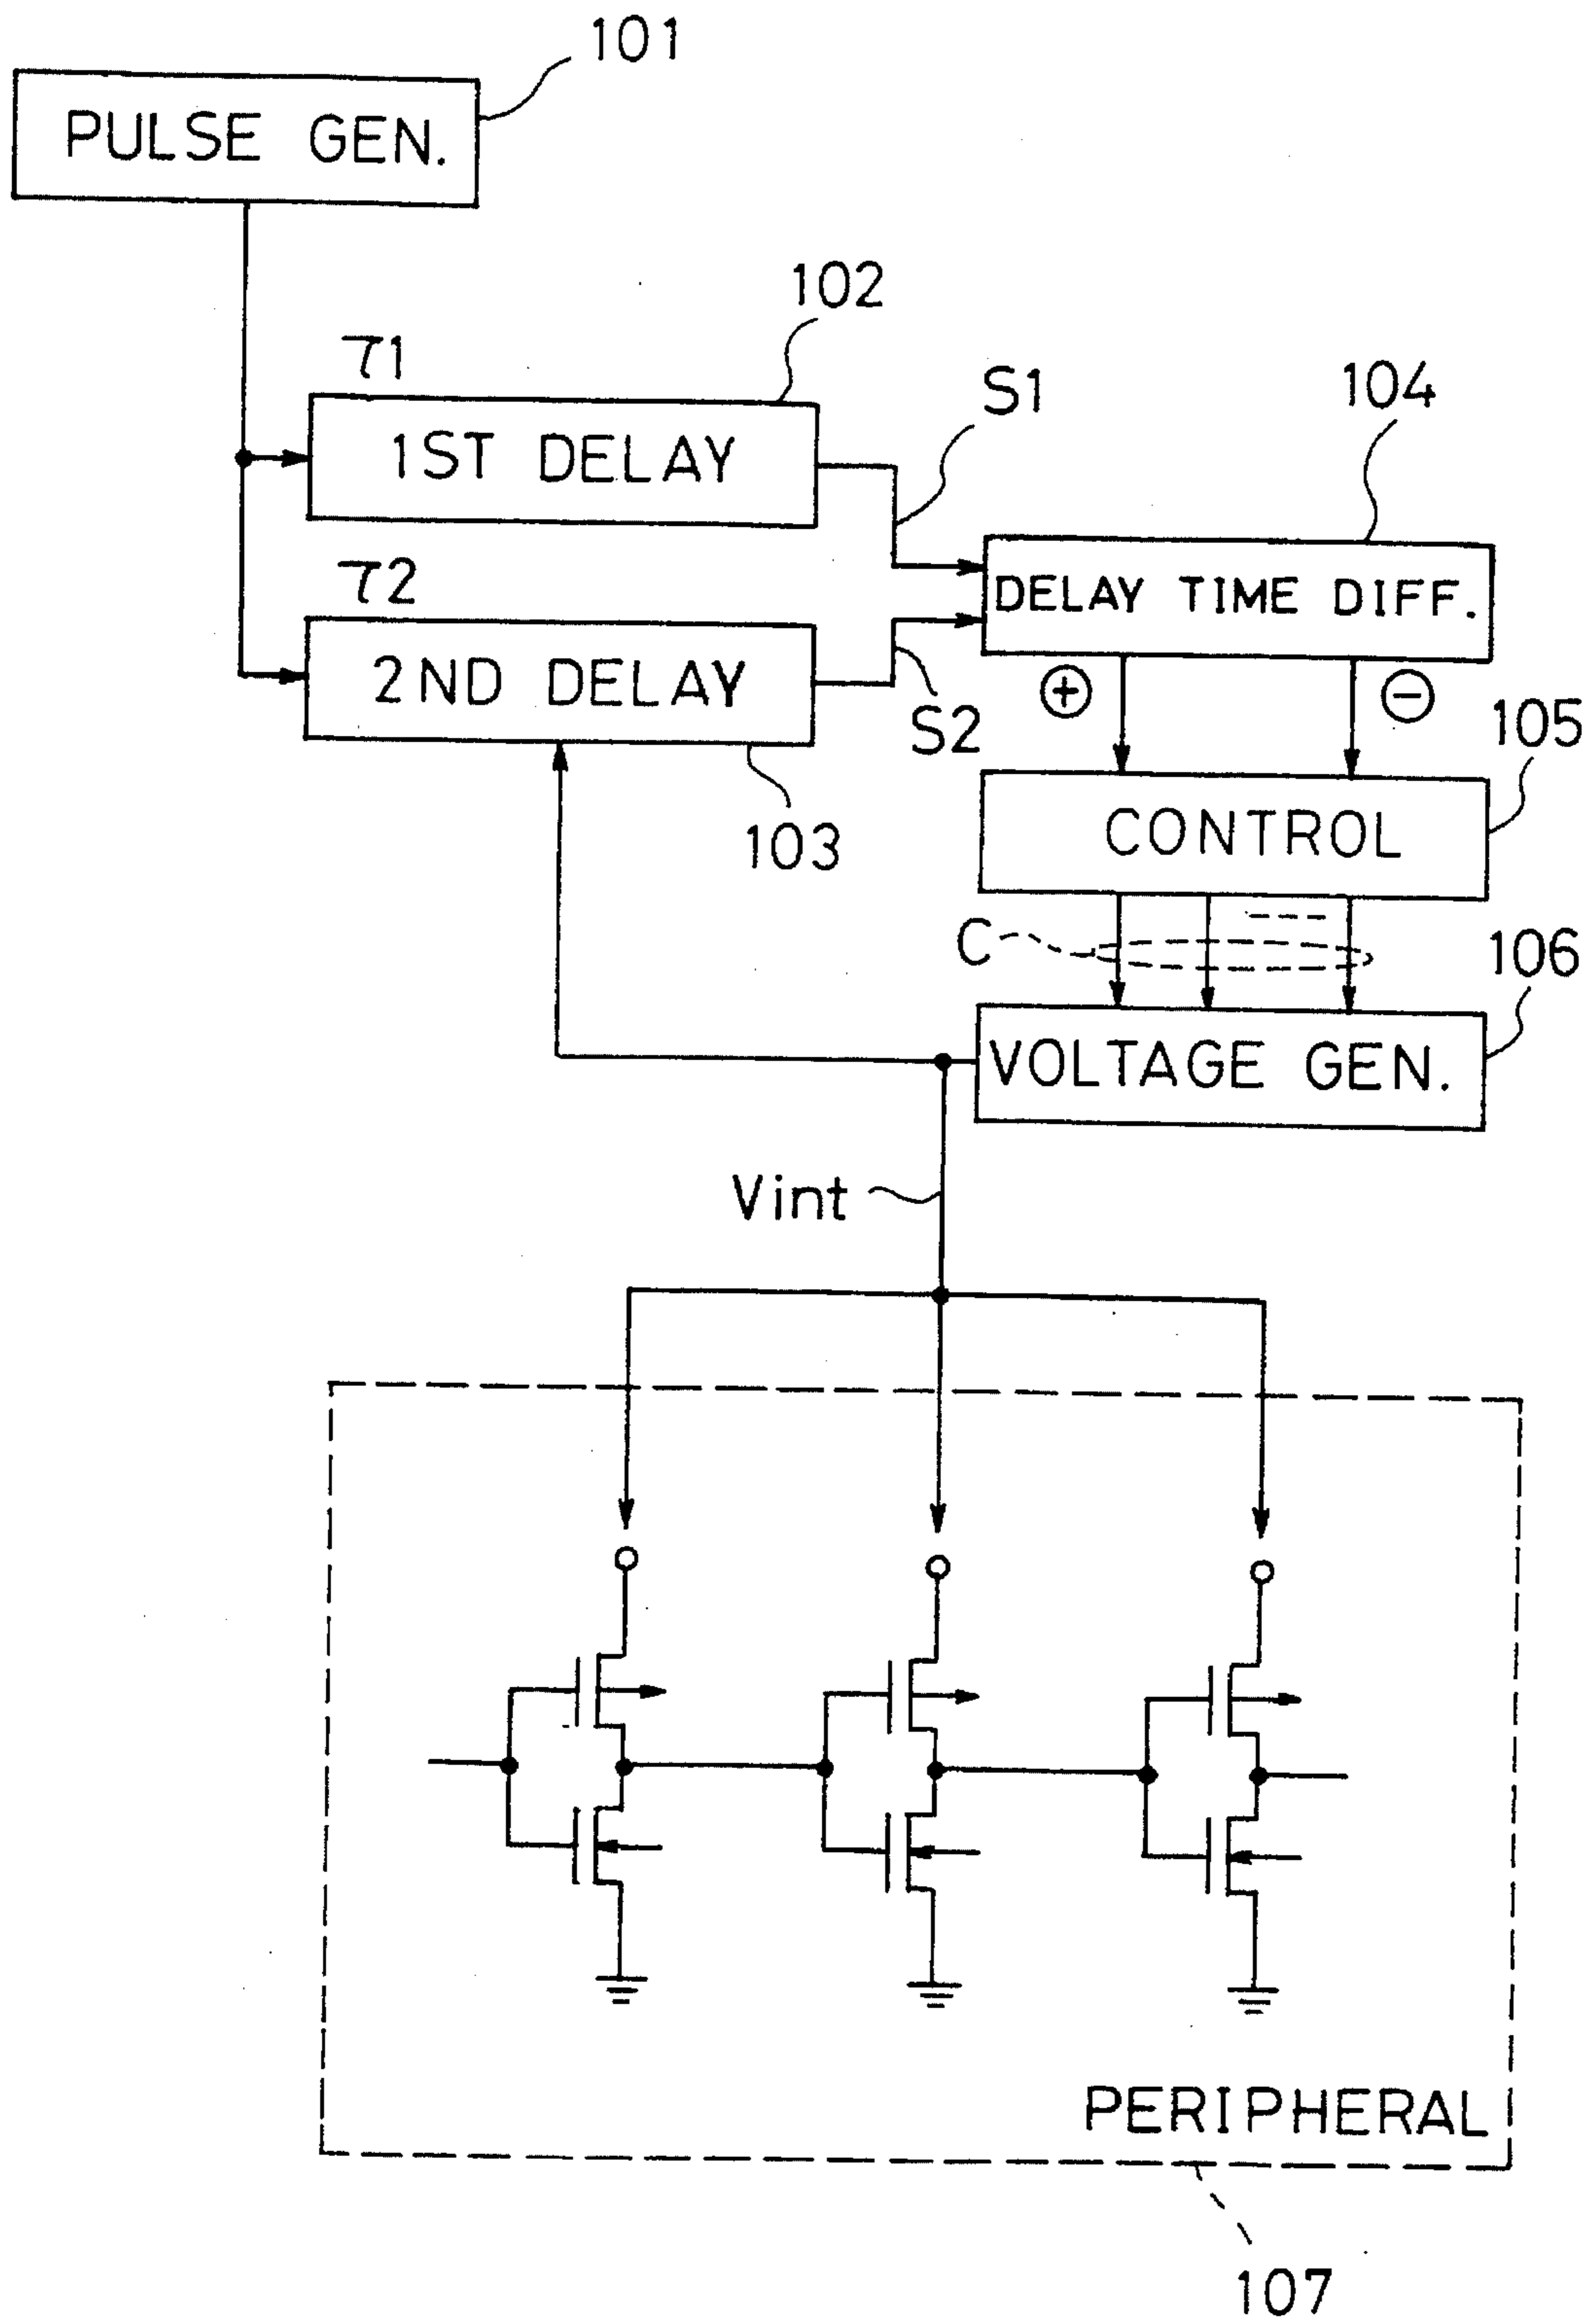 101
PULSE GEN.
102
τ1
1ST DELAY
S1
104
τ2
2ND DELAY
DELAY TIME DIFF.
S2
+
−
103
105
CONTROL
C
106
VOLTAGE GEN.
Vint
PERIPHERAL
107